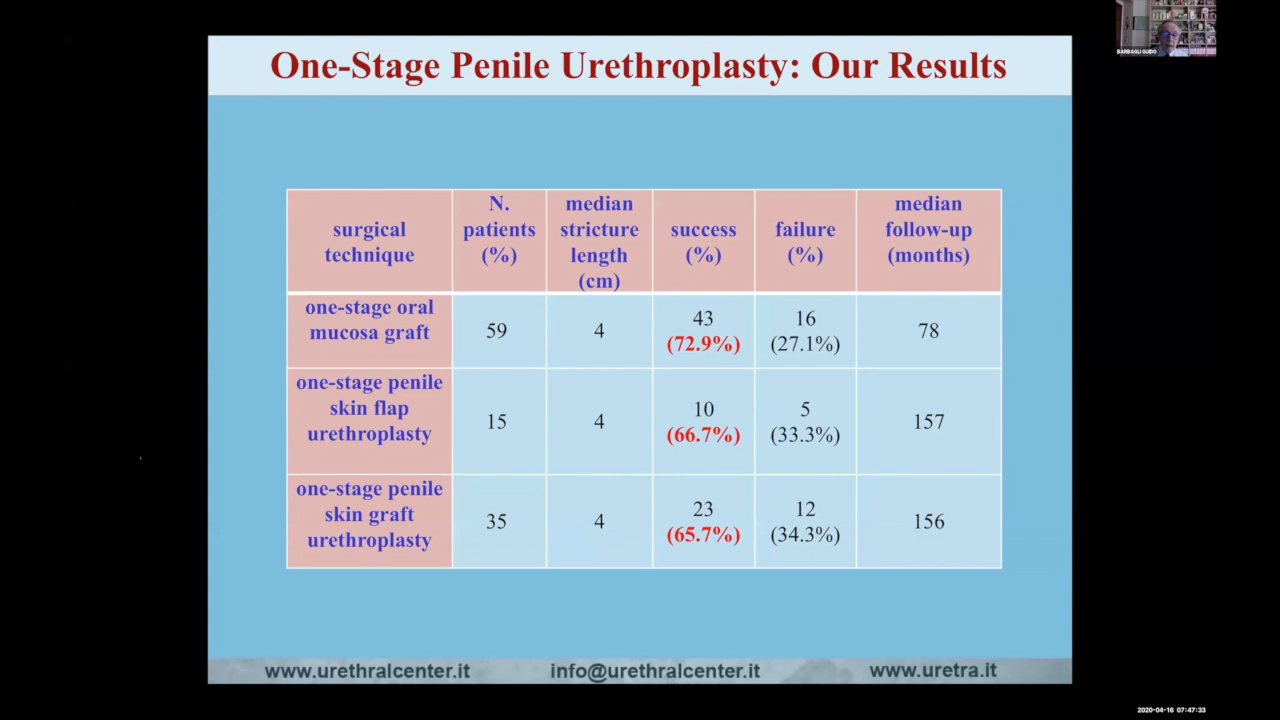 BARBAGLI GUIDO
One-Stage Penile Urethroplasty: Our Results
surgical
technique
N.
patients
(%)
median
stricture
length
(cm)
success
(%)
failure
(%)
median
follow-up
(months)
one-stage oral
mucosa graft
59
4
43
(72.9%)
16
(27.1%)
78
one-stage penile
skin flap
urethroplasty
15
4
10
(66.7%)
5
(33.3%)
157
one-stage penile
skin graft
urethroplasty
35
4
23
(65.7%)
12
(34.3%)
156
www.urethralcenter.it info@urethralcenter.it www.uretra.it
2020-04-16 07:47:33